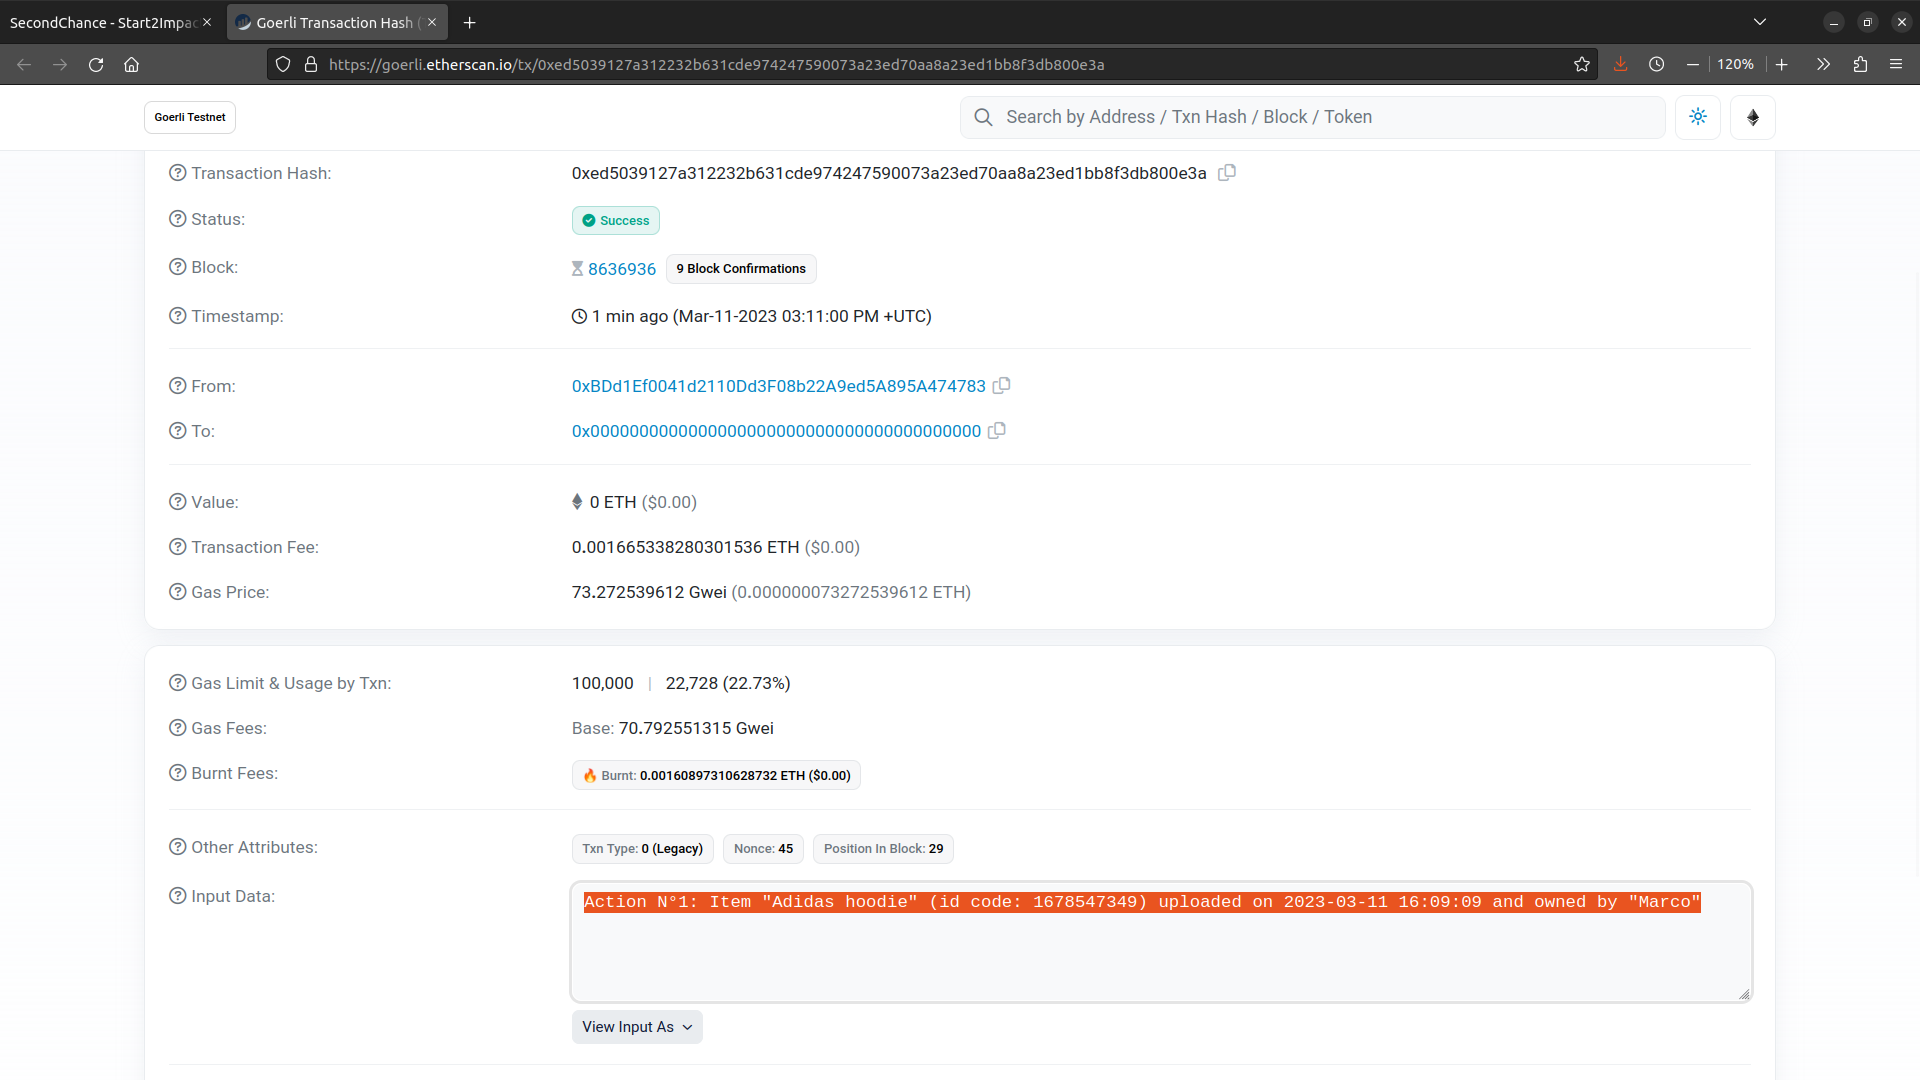 SecondChance - Start2Impa
Goerli Transaction Hash (
https://goerli.etherscan.io/tx/0xed5039127a312232b631cde974247590073a23ed70aa8a23ed1bb8f3db800e3a
120%
Goerli Testnet
Search by Address / Txn Hash / Block / Token
Transaction Hash: 0xed5039127a312232b631cde974247590073a23ed70aa8a23ed1bb8f3db800e3a
Status: Success
Block: 8636936 9 Block Confirmations
Timestamp: 1 min ago (Mar-11-2023 03:11:00 PM +UTC)
From: 0xBDd1Ef0041d2110Dd3F08b22A9ed5A895A474783
To: 0x0000000000000000000000000000000000000000
Value: 0 ETH ($0.00)
Transaction Fee: 0.001665338280301536 ETH ($0.00)
Gas Price: 73.272539612 Gwei (0.000000073272539612 ETH)
Gas Limit & Usage by Txn: 100,000 | 22,728 (22.73%)
Gas Fees: Base: 70.792551315 Gwei
Burnt Fees: Burnt: 0.00160897310628732 ETH ($0.00)
Other Attributes: Txn Type: 0 (Legacy) Nonce: 45 Position In Block: 29
Input Data: Action N°1: Item "Adidas hoodie" (id code: 1678547349) uploaded on 2023-03-11 16:09:09 and owned by "Marco"
View Input As